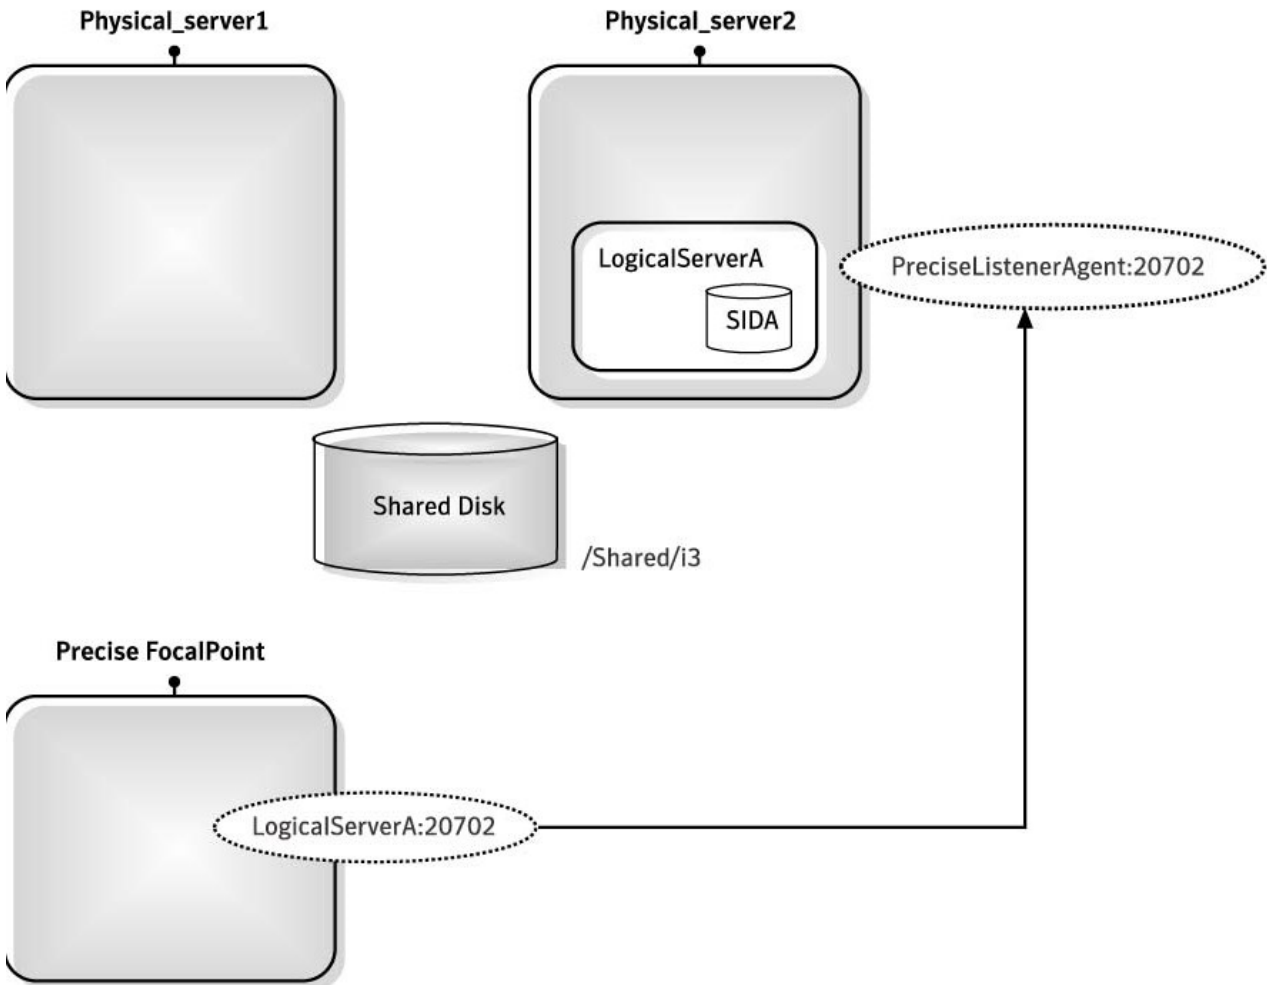 Physical_server1
Physical_server2
LogicalServerA
SIDA
PreciseListenerAgent:20702
Shared Disk
/Shared/i3
Precise FocalPoint
LogicalServerA:20702